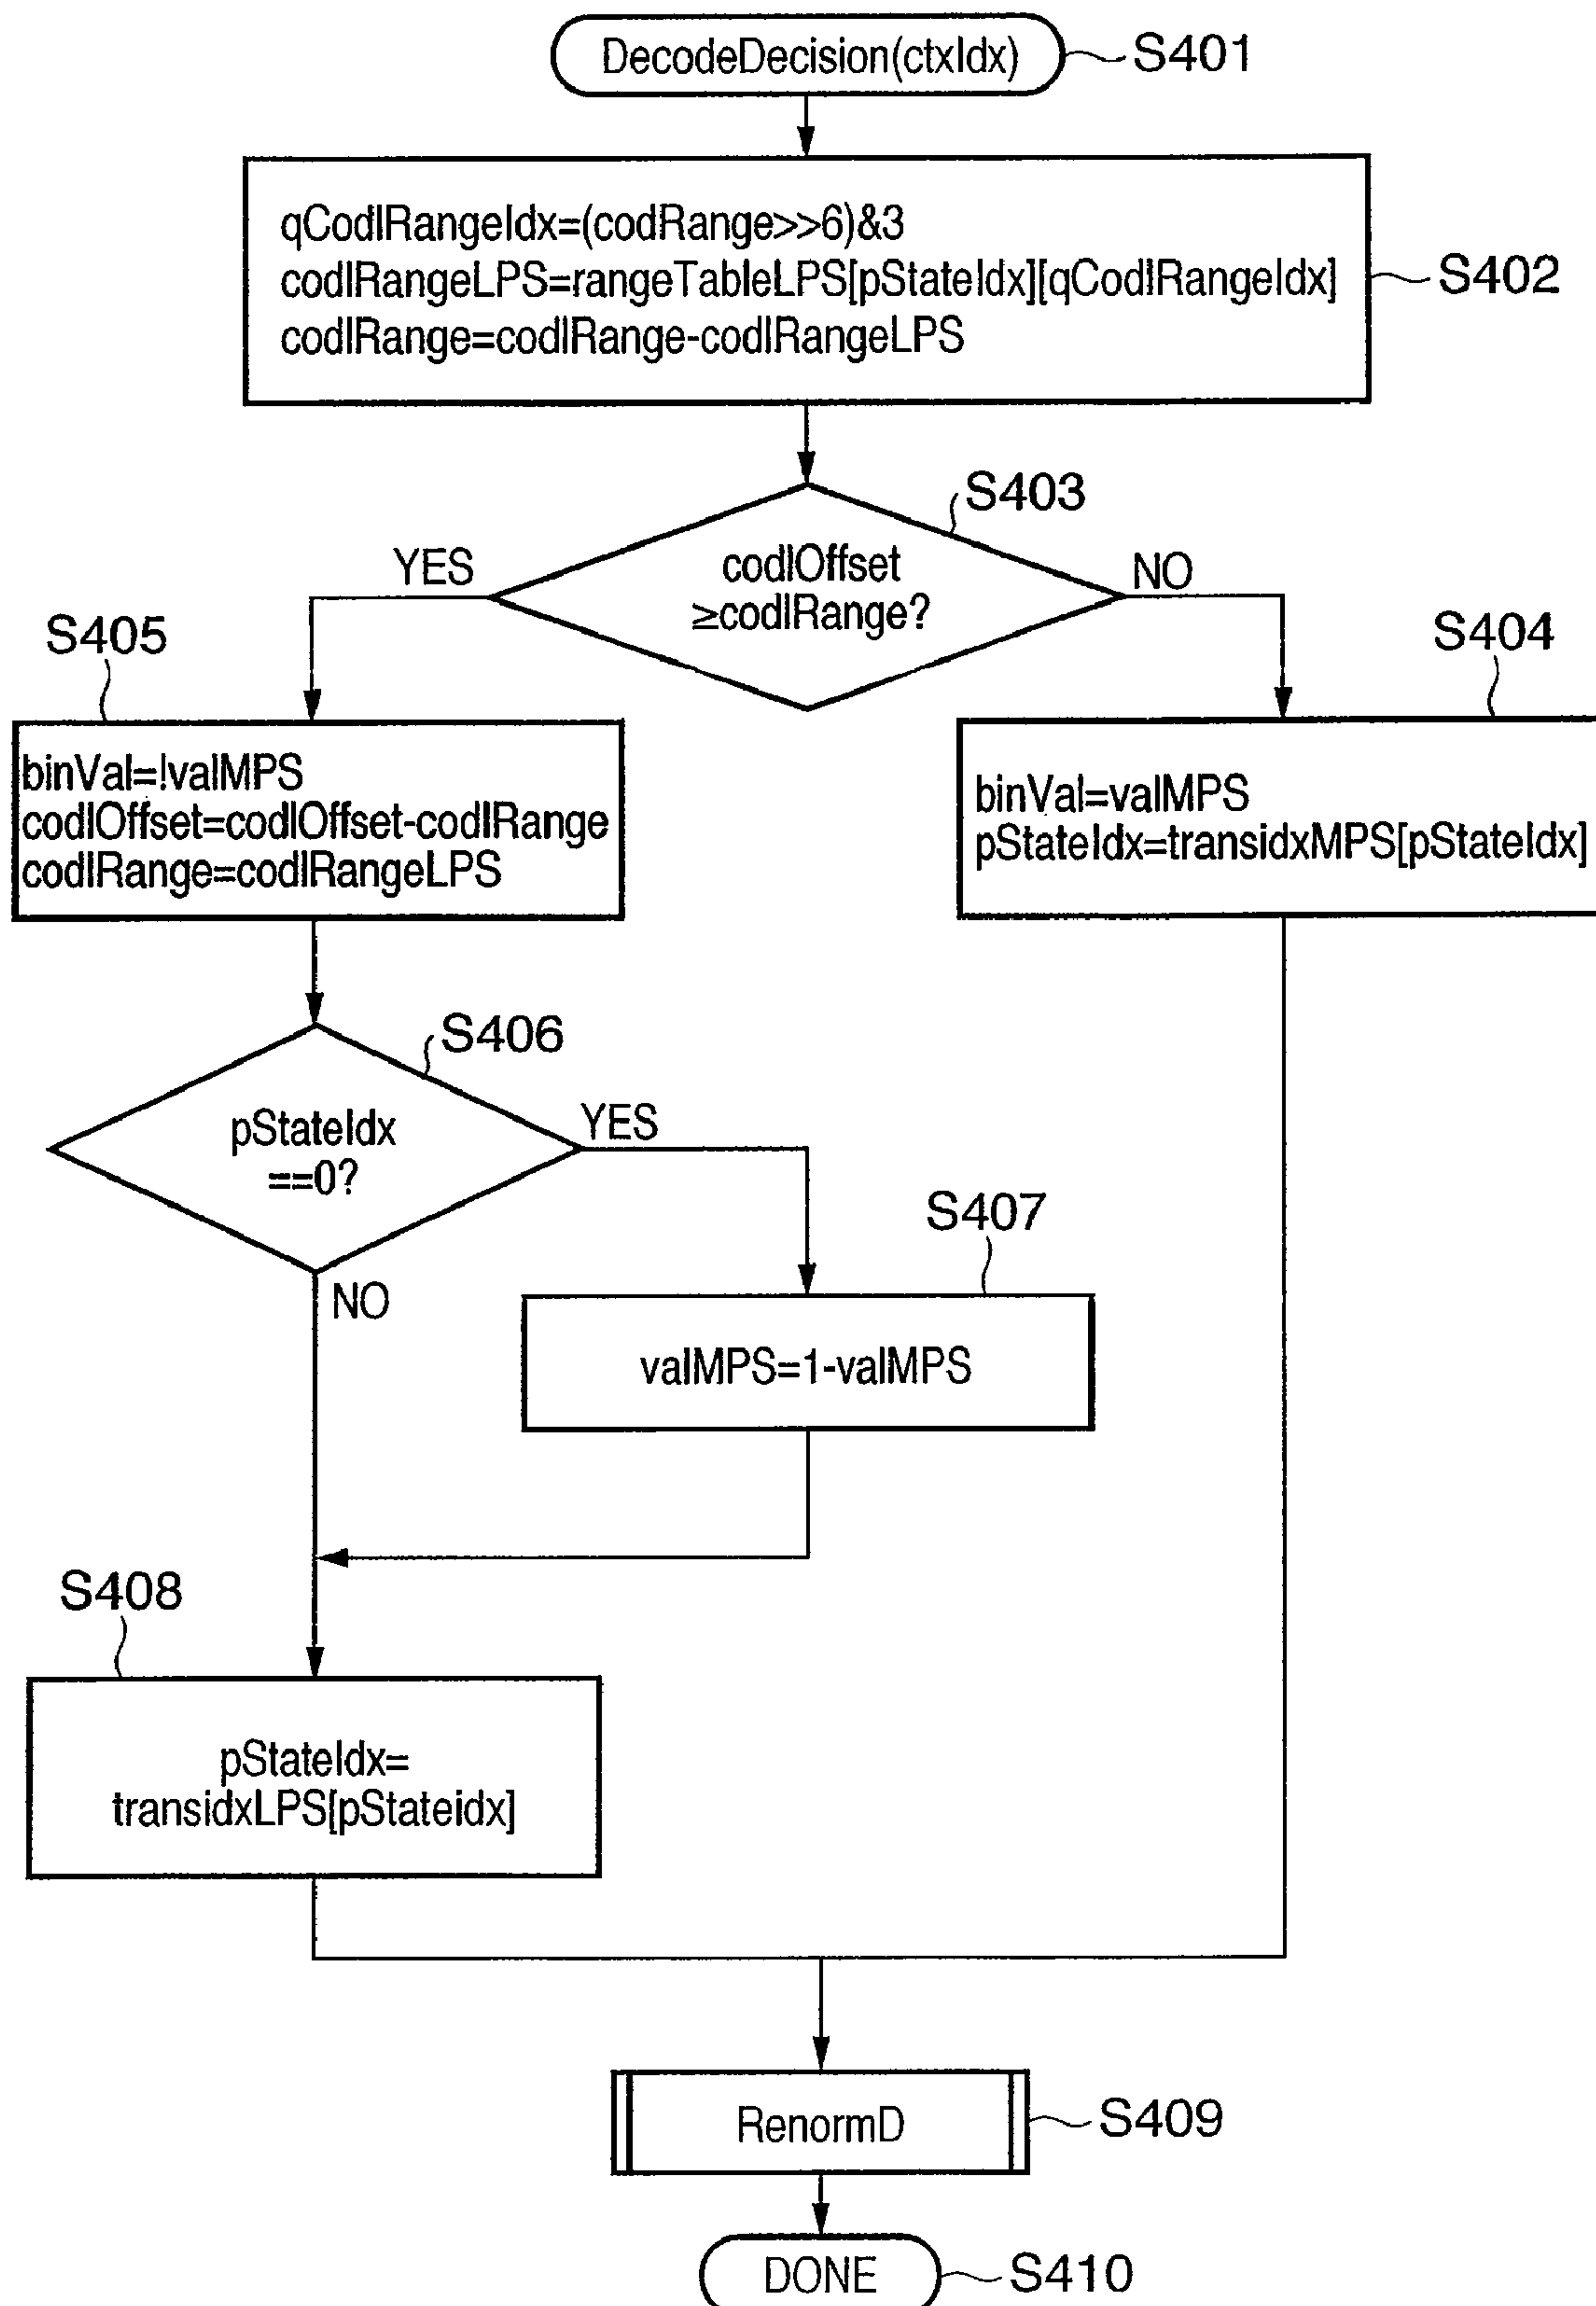 DecodeDecision(ctxIdx)
S401
qCodIRangeIdx=(codRange>>6)&3
codIRangeLPS=rangeTableLPS[pStateIdx][qCodIRangeIdx]
codIRange=codIRange-codIRangeLPS
S402
S403
codIOffset
≥codIRange?
YES
NO
S405
S404
binVal=!valMPS
codIOffset=codIOffset-codIRange
codIRange=codIRangeLPS
binVal=valMPS
pStateIdx=transidxMPS[pStateIdx]
S406
pStateIdx
==0?
YES
NO
S407
valMPS=1-valMPS
S408
pStateIdx=
transidxLPS[pStateidx]
RenormD
S409
DONE
S410